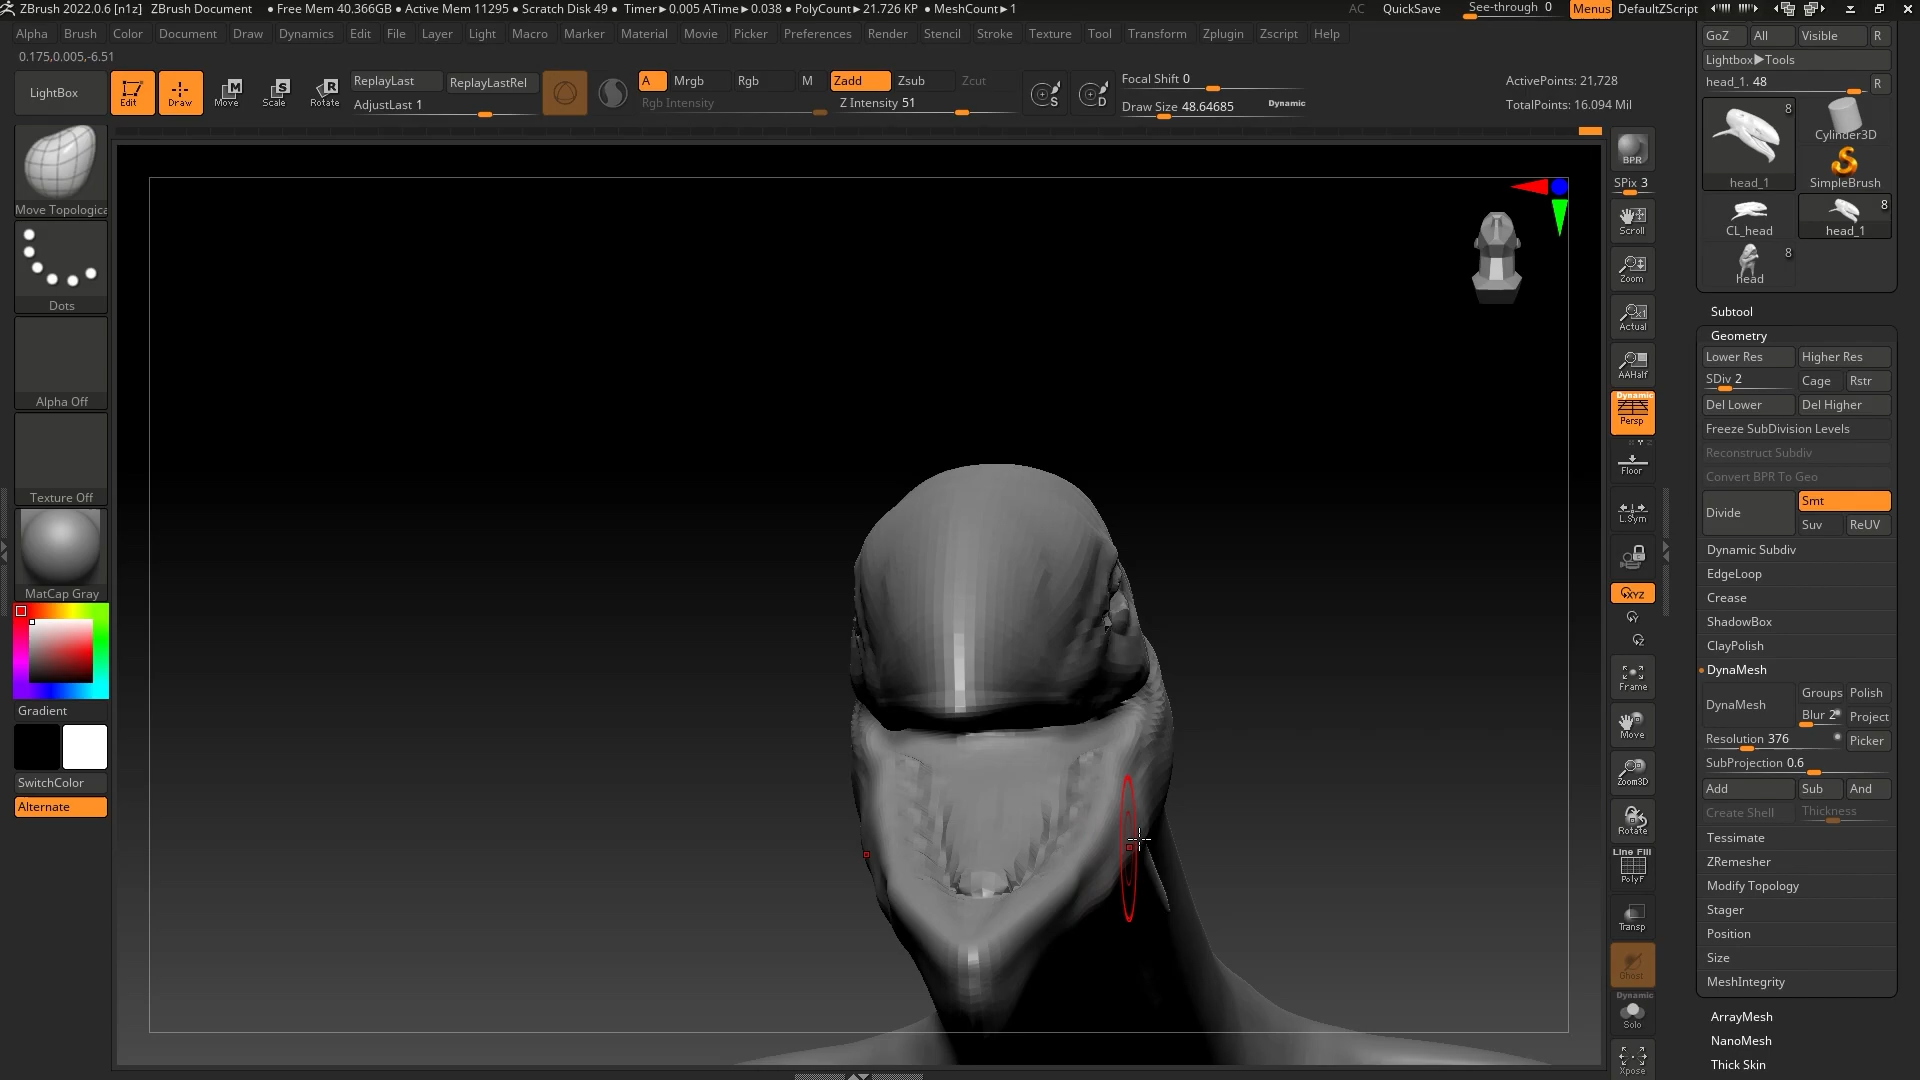 ZBrush 2022.0.6 [n1z] ZBrush Document ● Free Mem 40.366GB ● Active Mem 11295 ● Scratch Disk 49 ● Timer►0.005 ATime►0.038 ● PolyCount►21.726 KP ● MeshCount►1 AC QuickSave See-through 0 Menus DefaultZScript
Alpha Brush Color Document Draw Dynamics Edit File Layer Light Macro Marker Material Movie Picker Preferences Render Stencil Stroke Texture Tool Transform Zplugin Zscript Help
0.175,0.005,-6.51
LightBox
Edit
Draw
Move
Scale
Rotate
ReplayLast
ReplayLastRel
AdjustLast 1
A
Mrgb
Rgb
M
Zadd
Zsub
Zcut
Rgb Intensity
Z Intensity 51
S
D
Focal Shift 0
Draw Size 48.64685
Dynamic
ActivePoints: 21,728
TotalPoints: 16.094 Mil
Move Topologica
Dots
Alpha Off
Texture Off
MatCap Gray
Gradient
SwitchColor
Alternate
BPR
SPix 3
Scroll
Zoom
Actual
AAHalf
Dynamic
Persp
Floor
L.Sym
XYZ
Y
Z
Frame
Move
Zoom3D
Rotate
Line Fill
PolyF
Transp
Ghost
Dynamic
Solo
Xpose
GoZ All Visible R
Lightbox►Tools
head_1. 48 R
8
head_1
Cylinder3D
SimpleBrush
CL_head
8
head_1
8
head
Subtool
Geometry
Lower Res Higher Res
SDiv 2 Cage Rstr
Del Lower Del Higher
Freeze SubDivision Levels
Reconstruct Subdiv
Convert BPR To Geo
Divide
Smt
Suv ReUV
Dynamic Subdiv
EdgeLoop
Crease
ShadowBox
ClayPolish
DynaMesh
DynaMesh
Groups Polish
Blur 2 Project
Resolution 376 Picker
SubProjection 0.6
Add Sub And
Create Shell Thickness
Tessimate
ZRemesher
Modify Topology
Stager
Position
Size
MeshIntegrity
ArrayMesh
NanoMesh
Thick Skin